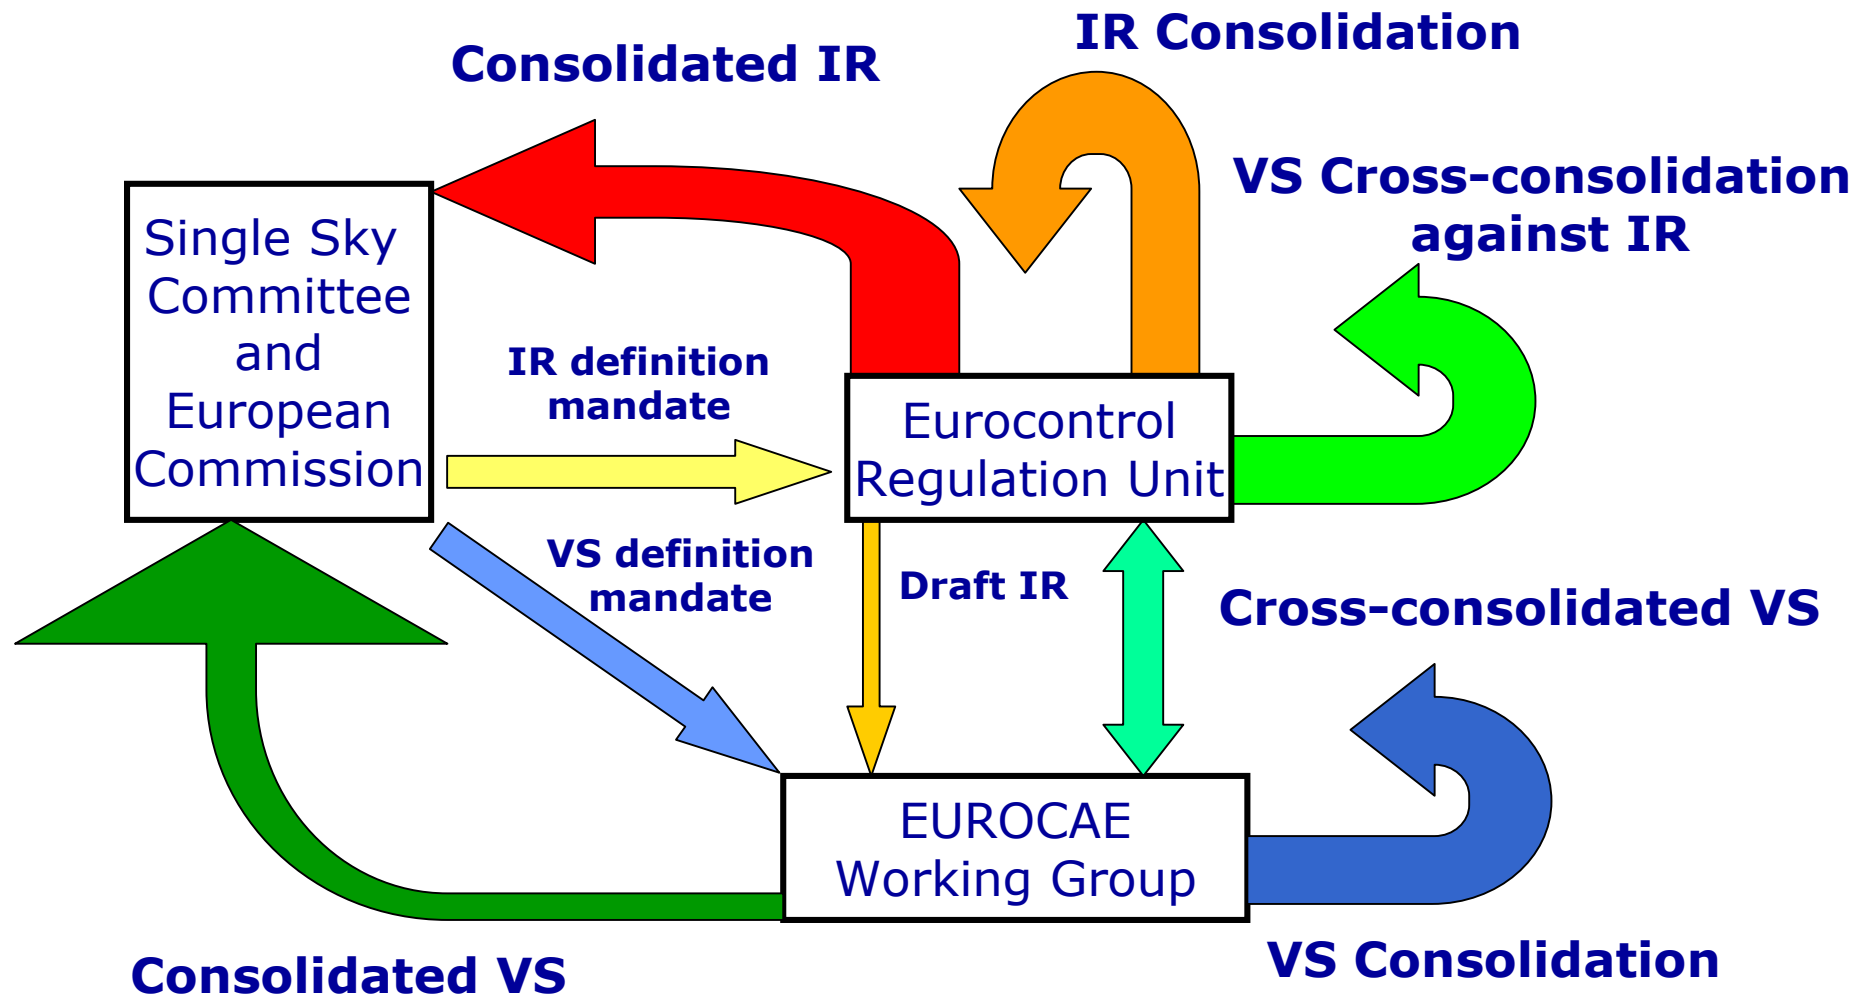 IR Consolidation
Consolidated IR
VS Cross-consolidation
against IR
Single Sky
Committee
and
European
Commission
IR definition
mandate
Eurocontrol
Regulation Unit
VS definition
mandate
Draft IR
Cross-consolidated VS
EUROCAE
Working Group
VS Consolidation
Consolidated VS